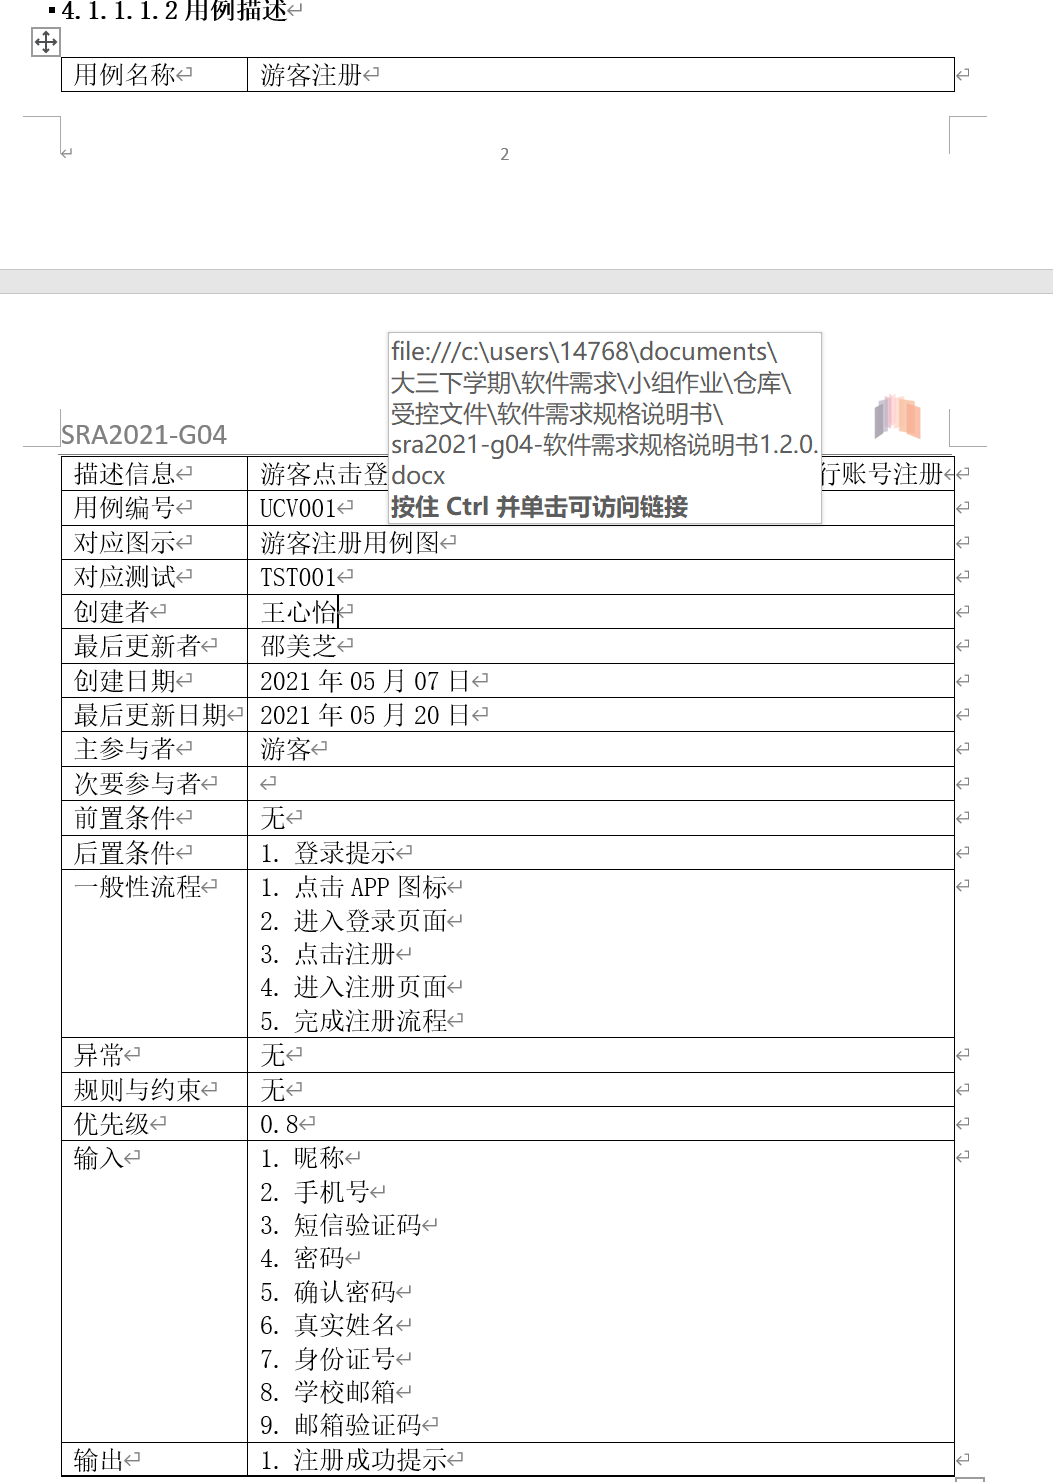 4.1.1.1.2 用例描述
用例名称 游客注册
2
file:///c:\users\14768\documents\
大三下学期\软件需求\小组作业\仓库\
受控文件\软件需求规格说明书\
sra2021-g04-软件需求规格说明书1.2.0.
docx
按住 Ctrl 并单击可访问链接
SRA2021-G04
描述信息 游客点击登 行账号注册
用例编号 UCV001
对应图示 游客注册用例图
对应测试 TST001
创建者 王心怡
最后更新者 邵美芝
创建日期 2021 年 05 月 07 日
最后更新日期 2021 年 05 月 20 日
主参与者 游客
次要参与者
前置条件 无
后置条件 1. 登录提示
一般性流程 1. 点击 APP 图标
2. 进入登录页面
3. 点击注册
4. 进入注册页面
5. 完成注册流程
异常 无
规则与约束 无
优先级 0.8
输入 1. 昵称
2. 手机号
3. 短信验证码
4. 密码
5. 确认密码
6. 真实姓名
7. 身份证号
8. 学校邮箱
9. 邮箱验证码
输出 1. 注册成功提示